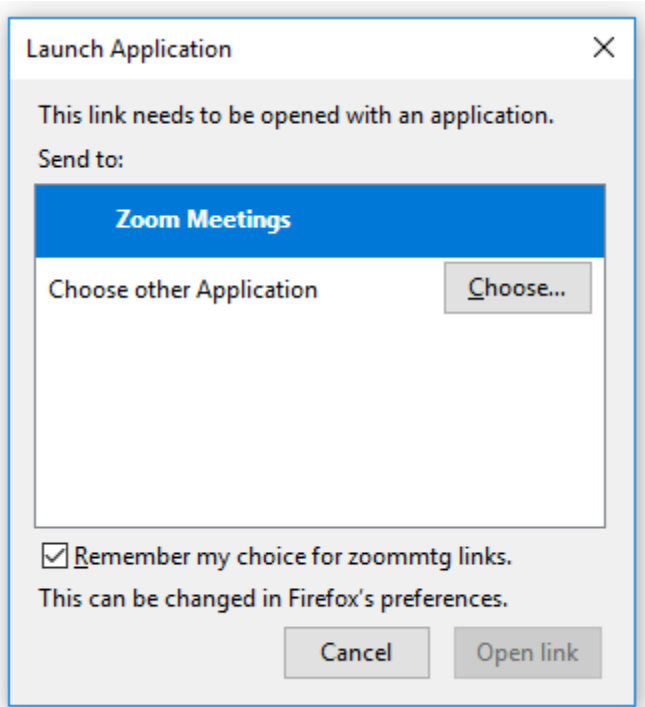 Launch Application
This link needs to be opened with an application.
Send to:
Zoom Meetings
Choose other Application Choose...
Remember my choice for zoommtg links.
This can be changed in Firefox's preferences.
Cancel Open link